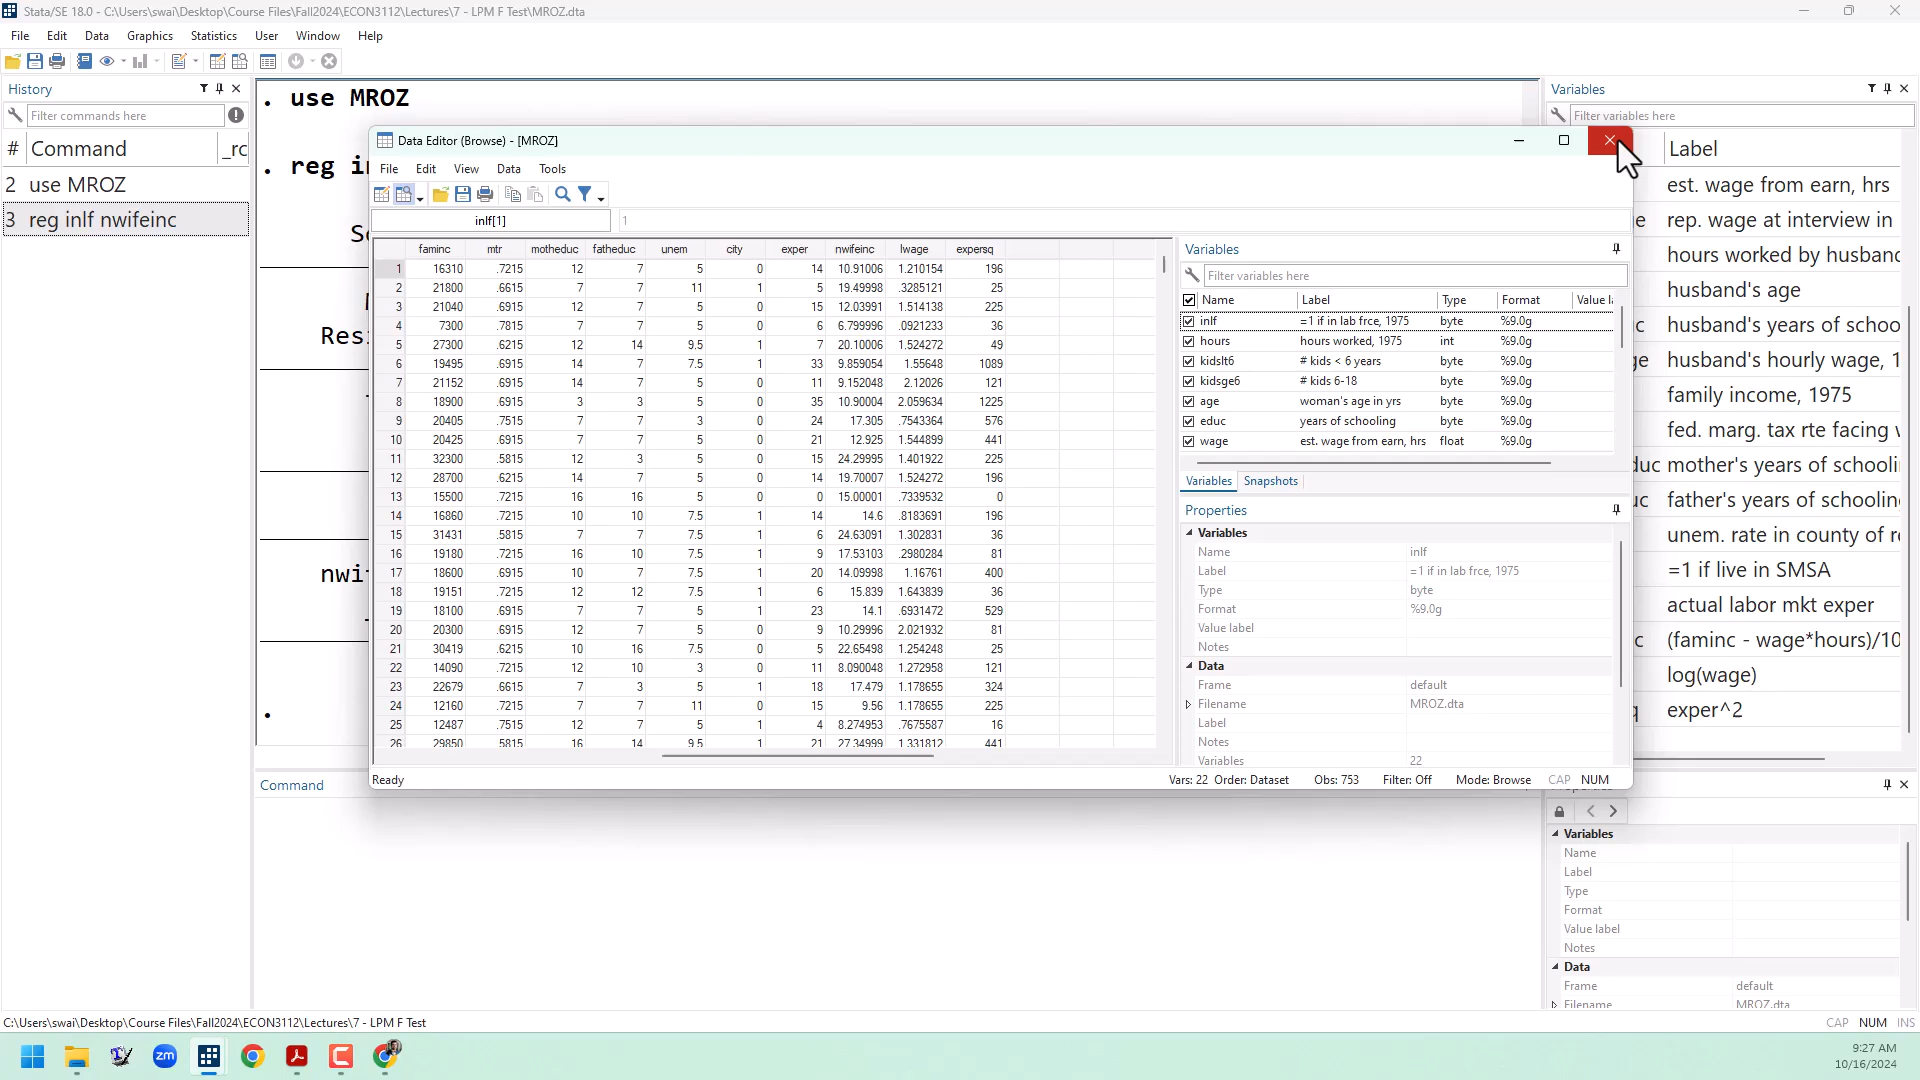 Stata/SE 18.0 - C:\Users\swai\Desktop\Course Files\Fall2024\ECON3112\Lectures\7 - LPM F Test\MROZ.dta
File Edit Data Graphics Statistics User Window Help
History
Filter commands here
# Command _rc
2 use MROZ
3 reg inlf nwifeinc
. use MROZ
. reg in
Res
nwi
.
Command
Data Editor (Browse) - [MROZ]
File Edit View Data Tools
inlf[1] 1
faminc mtr motheduc fatheduc unem city exper nwifeinc lwage expersq
1 16310 .7215 12 7 5 0 14 10.91006 1.210154 196
2 21800 .6615 7 7 11 1 5 19.49998 .3285121 25
3 21040 .6915 12 7 5 0 15 12.03991 1.514138 225
4 7300 .7815 7 7 5 0 6 6.799996 .0921233 36
5 27300 .6215 12 14 9.5 1 7 20.10006 1.524272 49
6 19495 .6915 14 7 7.5 1 33 9.859054 1.55648 1089
7 21152 .6915 14 7 5 0 11 9.152048 2.12026 121
8 18900 .6915 3 3 5 0 35 10.90004 2.059634 1225
9 20405 .7515 7 7 3 0 24 17.305 .7543364 576
10 20425 .6915 7 7 5 0 21 12.925 1.544899 441
11 32300 .5815 12 3 5 0 15 24.29995 1.401922 225
12 28700 .6215 14 7 5 0 14 19.70007 1.524272 196
13 15500 .7215 16 16 5 0 0 15.00001 .7339532 0
14 16860 .7215 10 10 7.5 1 14 14.6 .8183691 196
15 31431 .5815 7 7 7.5 1 6 24.63091 1.302831 36
16 19180 .7215 16 10 7.5 1 9 17.53103 .2980284 81
17 18600 .6915 10 7 7.5 1 20 14.09998 1.16761 400
18 19151 .7215 12 12 7.5 1 6 15.839 1.643839 36
19 18100 .6915 7 7 5 1 23 14.1 .6931472 529
20 20300 .6915 12 7 5 0 9 10.29996 2.021932 81
21 30419 .6215 10 16 7.5 0 5 22.65498 1.254248 25
22 14090 .7215 12 10 3 0 11 8.090048 1.272958 121
23 22679 .6615 7 3 5 1 18 17.479 1.178655 324
24 12160 .7215 7 7 11 0 15 9.56 1.178655 225
25 12487 .7515 12 7 5 1 4 8.274953 .7675587 16
26 29850 .5815 16 14 9.5 1 21 27.34999 1.331812 441
Variables
Filter variables here
Name Label Type Format Value l
inlf =1 if in lab frce, 1975 byte %9.0g
hours hours worked, 1975 int %9.0g
kidslt6 # kids < 6 years byte %9.0g
kidsge6 # kids 6-18 byte %9.0g
age woman's age in yrs byte %9.0g
educ years of schooling byte %9.0g
wage est. wage from earn, hrs float %9.0g
Variables Snapshots
Properties
Variables
Name inlf
Label =1 if in lab frce, 1975
Type byte
Format %9.0g
Value label
Notes
Data
Frame default
Filename MROZ.dta
Label
Notes
Variables 22
Ready Vars: 22 Order: Dataset Obs: 753 Filter: Off Mode: Browse CAP NUM
Variables
Filter variables here
Label
est. wage from earn, hrs
rep. wage at interview in
hours worked by husband
husband's age
husband's years of schoo
husband's hourly wage, 1
family income, 1975
fed. marg. tax rte facing
duc mother's years of schooli
uc father's years of schoolin
unem. rate in county of
=1 if live in SMSA
actual labor mkt exper
(faminc - wage*hours)/10
log(wage)
exper^2
Variables
Name
Label
Type
Format
Value label
Notes
Data
Frame default
Filename MROZ.dta
C:\Users\swai\Desktop\Course Files\Fall2024\ECON3112\Lectures\7 - LPM F Test CAP NUM INS
zm
9:27 AM
10/16/2024